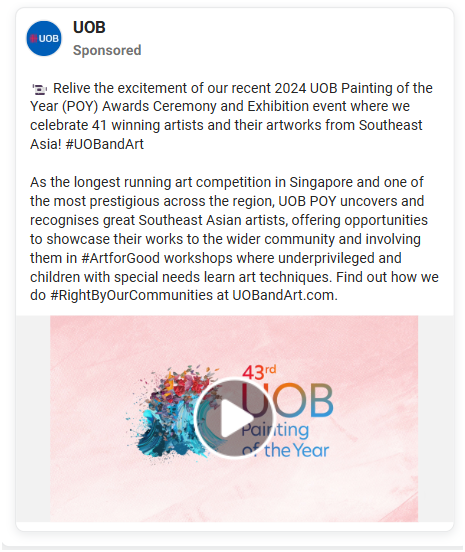 UOB
UOB
Sponsored
Relive the excitement of our recent 2024 UOB Painting of the
Year (POY) Awards Ceremony and Exhibition event where we
celebrate 41 winning artists and their artworks from Southeast
Asia! #UOBandArt
As the longest running art competition in Singapore and one of
the most prestigious across the region, UOB POY uncovers and
recognises great Southeast Asian artists, offering opportunities
to showcase their works to the wider community and involving
them in #ArtforGood workshops where underprivileged and
children with special needs learn art techniques. Find out how we
do #RightByOurCommunities at UOBandArt.com.
43rd
UOB
Painting
of the Year